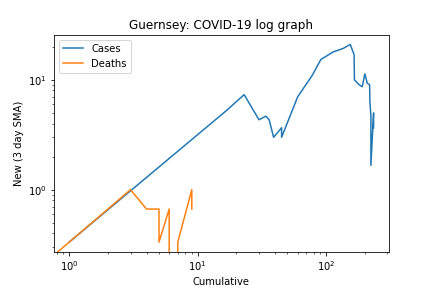 Guernsey: COVID-19 log graph
Cases
Deaths
New (3 day SMA)
10¹
10⁰
10⁰ 10¹ 10²
Cumulative